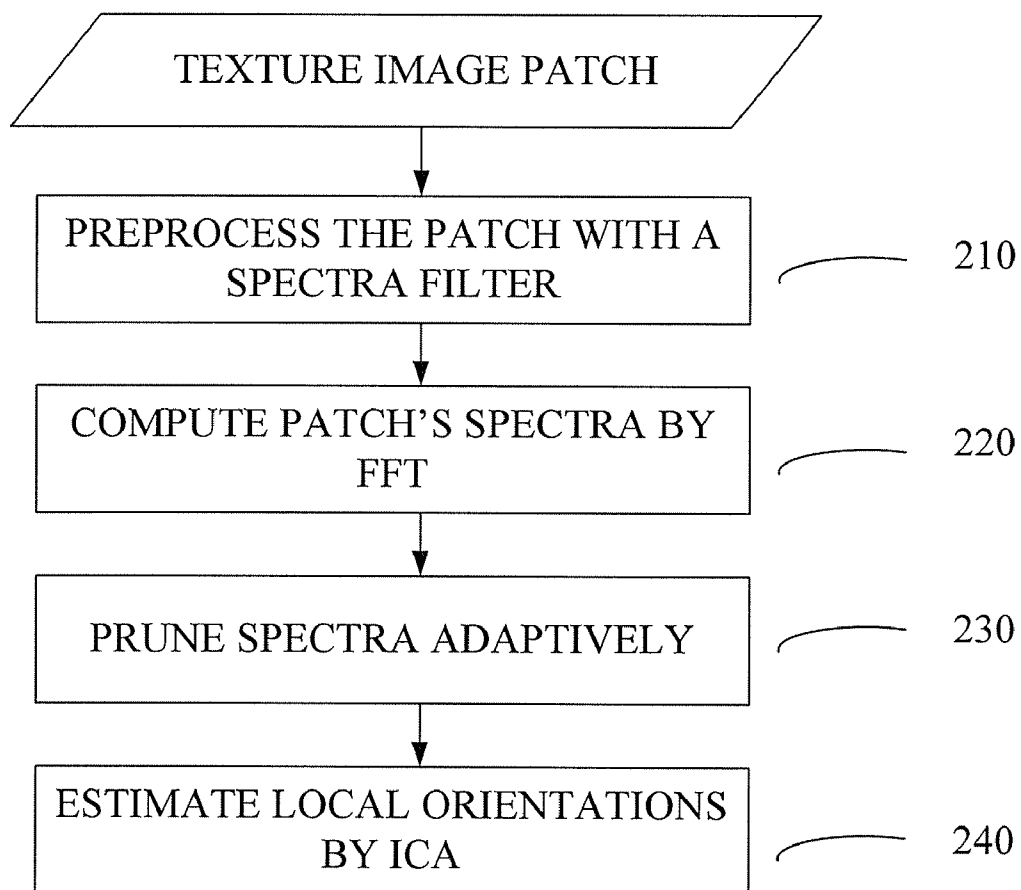 TEXTURE IMAGE PATCH
PREPROCESS THE PATCH WITH A
SPECTRA FILTER
210
COMPUTE PATCH'S SPECTRA BY
FFT
220
PRUNE SPECTRA ADAPTIVELY
230
ESTIMATE LOCAL ORIENTATIONS
BY ICA
240